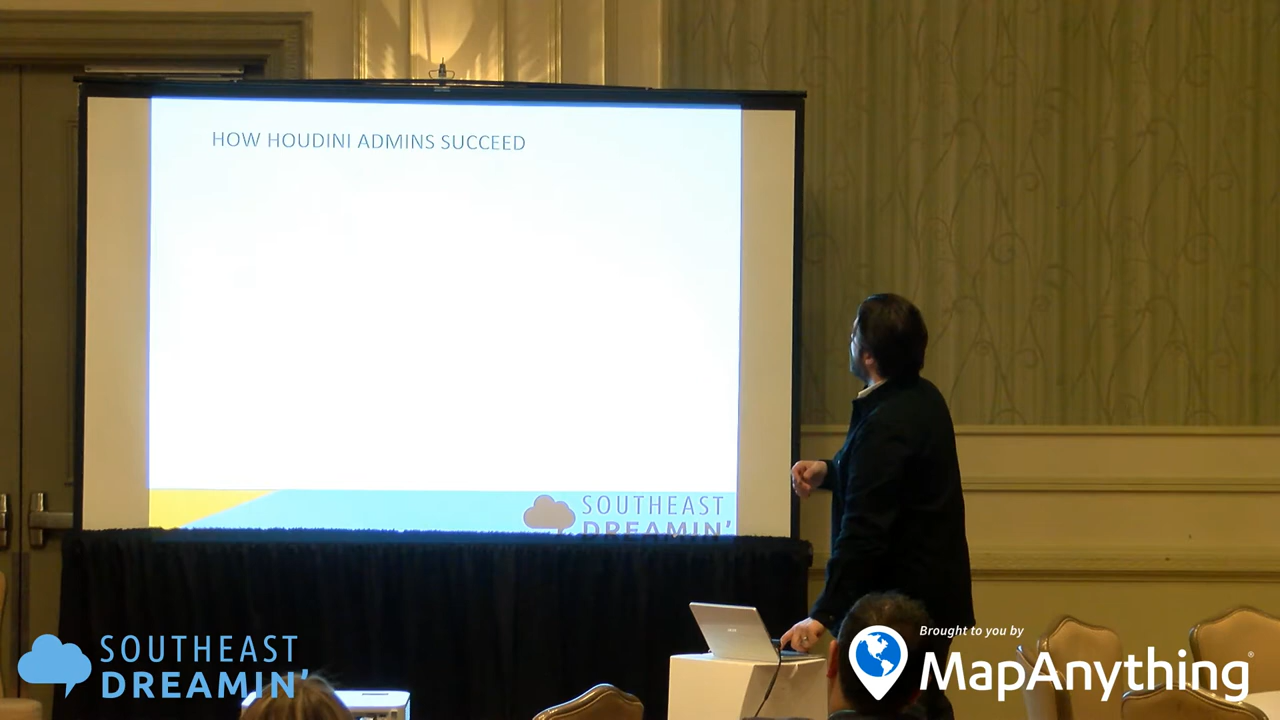 HOW HOUDINI ADMINS SUCCEED
SOUTHEAST
DREAMIN'
SOUTHEAST
DREAMIN'
Brought to you by
MapAnything®